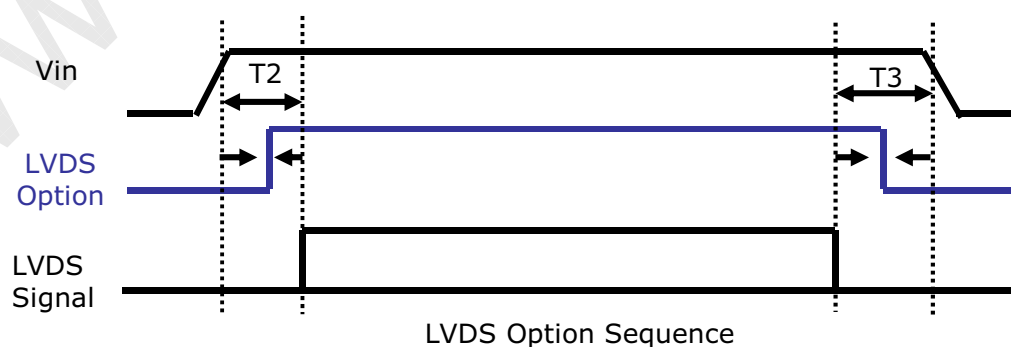 Vin
T2
T3
LVDS
Option
LVDS
Signal
LVDS Option Sequence